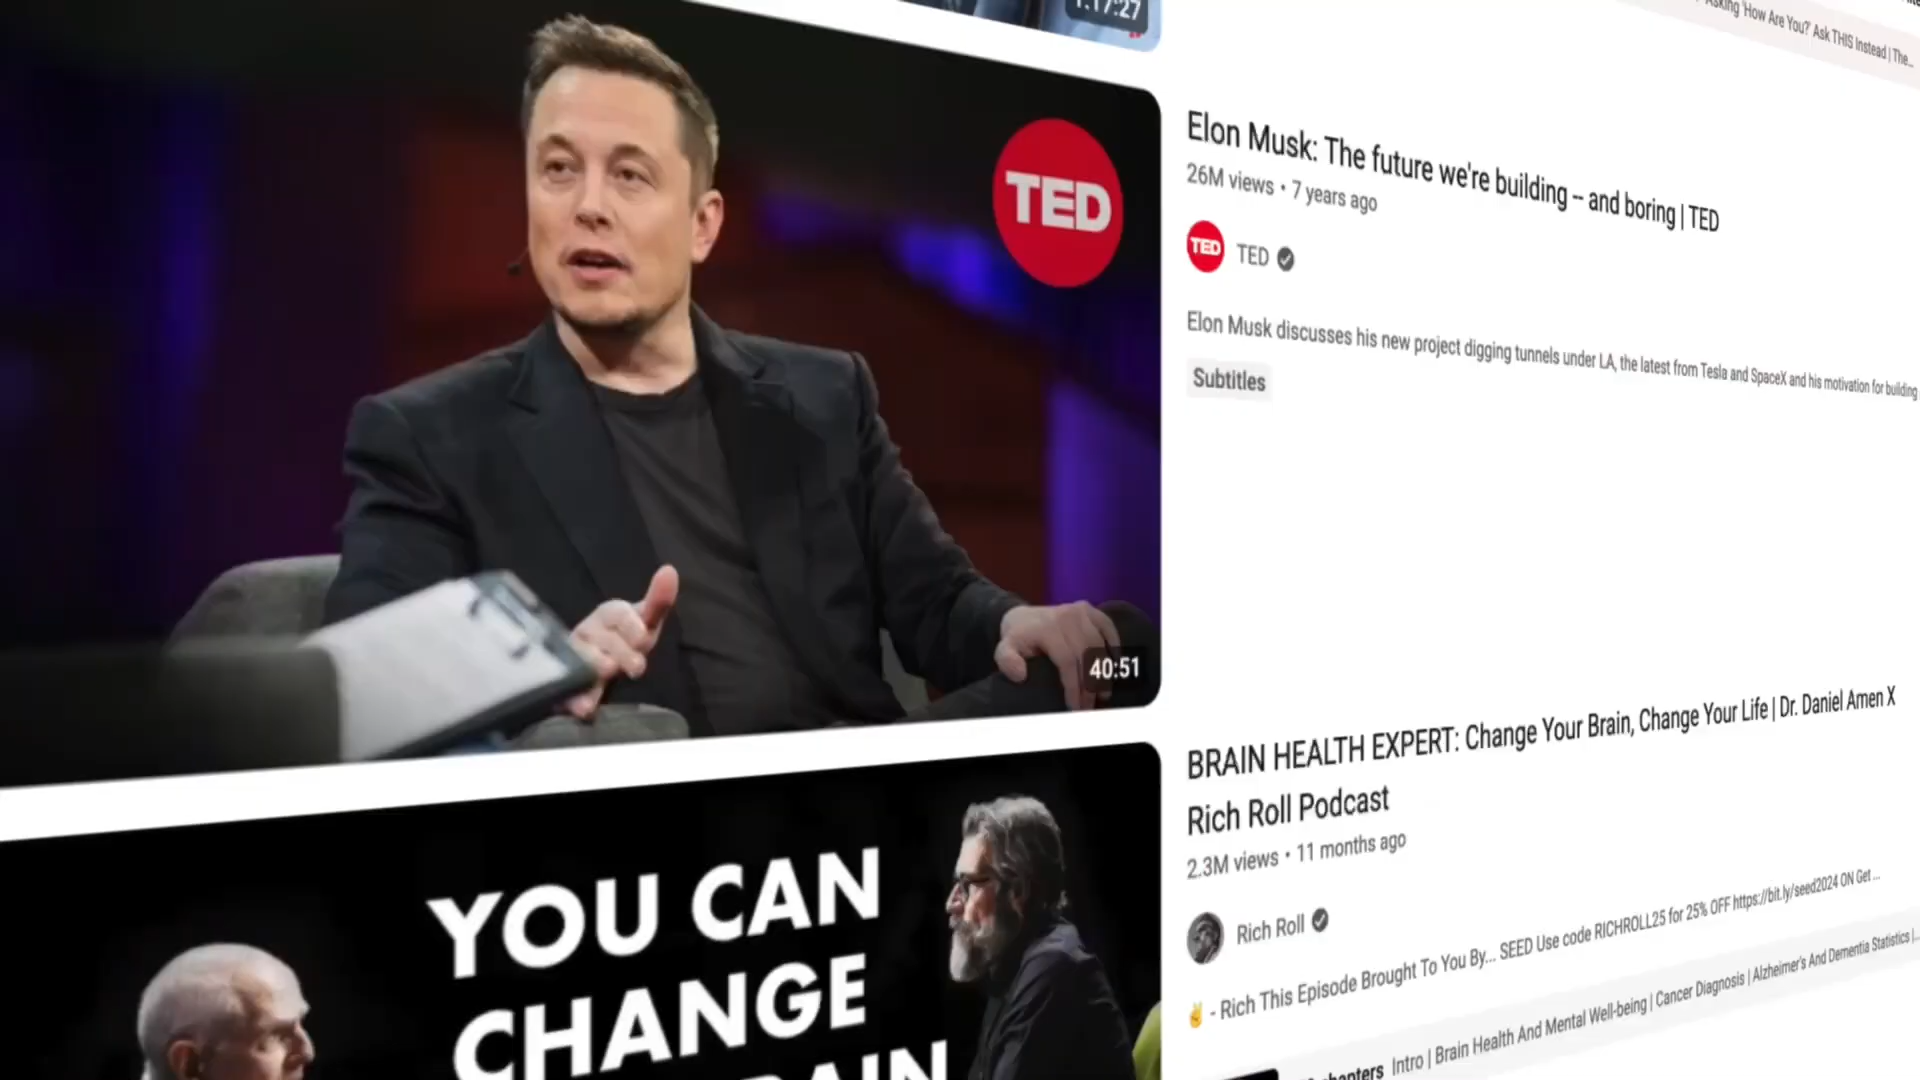 1:17:27
Asking 'How Are You?' Ask THIS Instead | The...
TED
40:51
Elon Musk: The future we're building -- and boring | TED
26M views • 7 years ago
TED
TED
Elon Musk discusses his new project digging tunnels under LA, the latest from Tesla and SpaceX and his motivation for building
Subtitles
YOU CAN
CHANGE
BRAIN HEALTH EXPERT: Change Your Brain, Change Your Life | Dr. Daniel Amen X
Rich Roll Podcast
2.3M views • 11 months ago
Rich Roll
✌️ - Rich This Episode Brought To You By... SEED Use code RICHROLL25 for 25% OFF https://bit.ly/seed2024 ON Get ...
chapters Intro | Brain Health And Mental Well-being | Cancer Diagnosis | Alzheimer's And Dementia Statistics |...